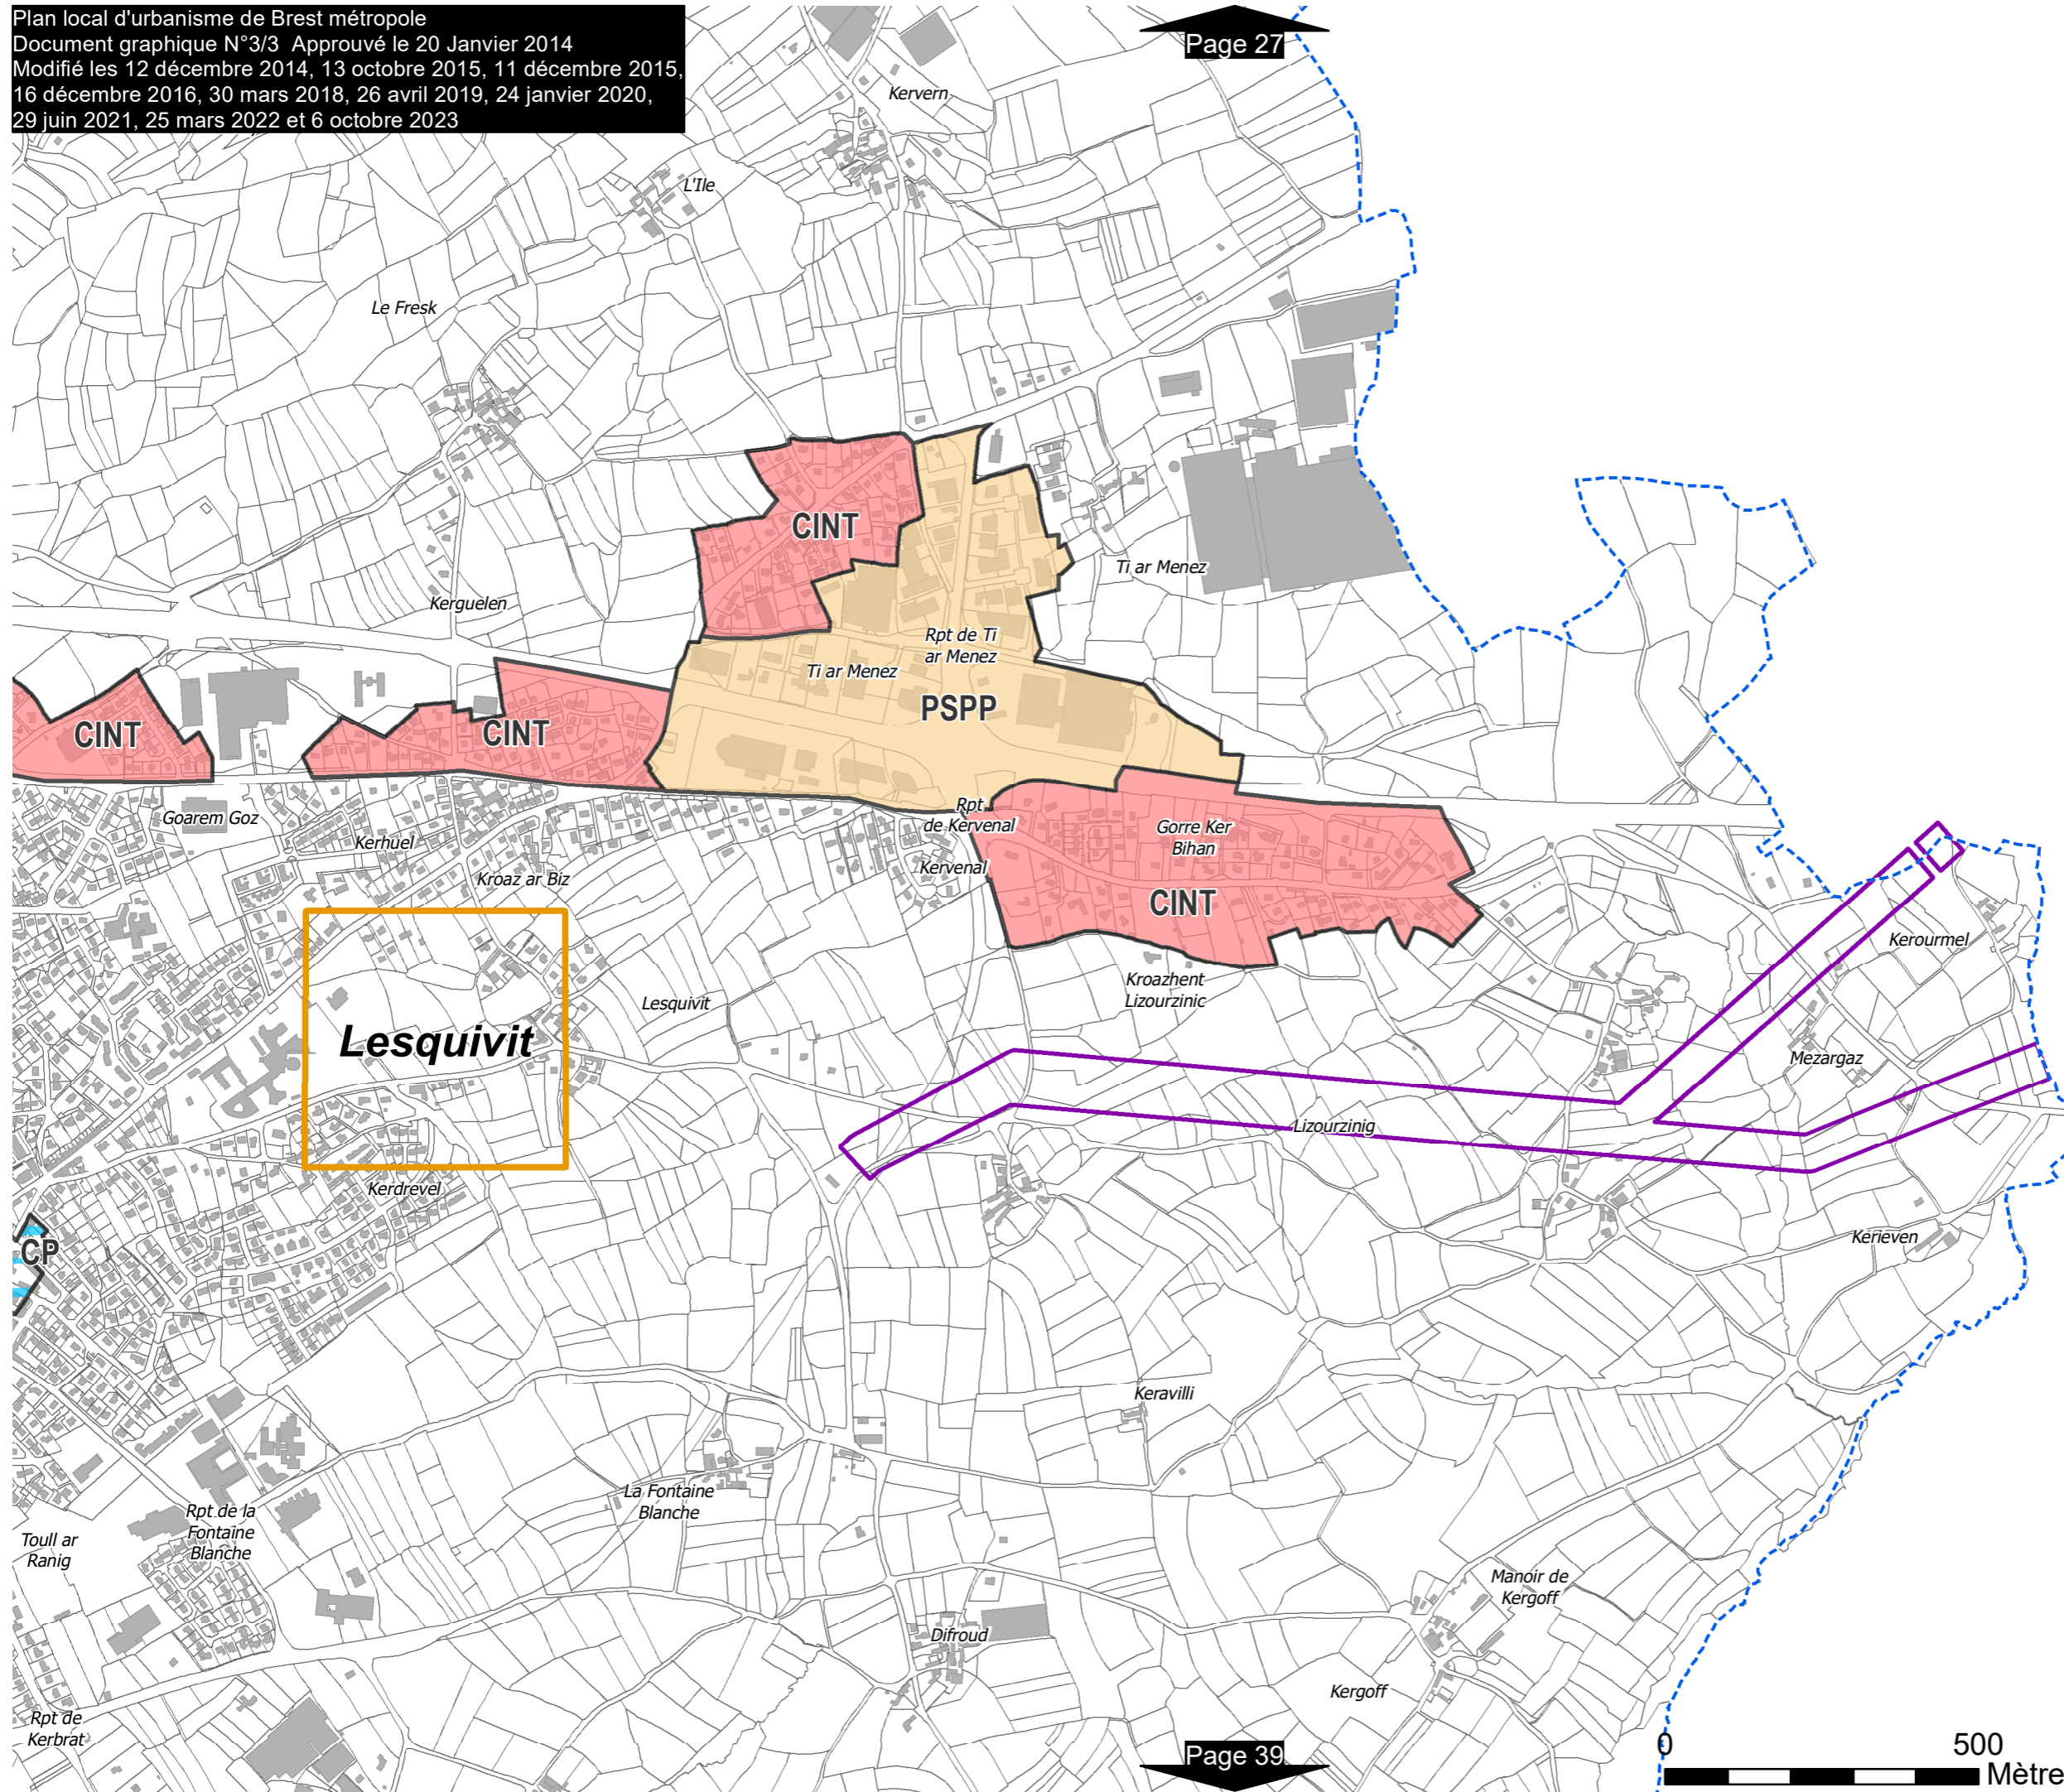 Plan local d'urbanisme de Brest métropole
Document graphique N°3/3 Approuvé le 20 Janvier 2014
Modifié les 12 décembre 2014, 13 octobre 2015, 11 décembre 2015,
16 décembre 2016, 30 mars 2018, 26 avril 2019, 24 janvier 2020,
29 juin 2021, 25 mars 2022 et 6 octobre 2023
Page 27
Kervern
L'Ile
Le Fresk
CINT
Ti ar Menez
Kerguelen
Rpt de Ti
ar Menez
Ti ar Menez
PSPP
CINT
CINT
Goarem Goz
Rpt
de Kervenal
Gorre Ker
Bihan
Kerhuel
Kervenal
Kroaz ar Biz
CINT
Kerourmel
Kroazhent
Lizourzinic
Lesquivit
Lesquivit
Mezargaz
Lizourzinig
Kerdrevel
Kerieven
CP
Keravilli
La Fontaine
Blanche
Rpt de la
Fontaine
Blanche
Toull ar
Ranig
Manoir de
Kergoff
Difroud
Kergoff
Rpt de
Kerbrat
Page 39
0 500
Mètre